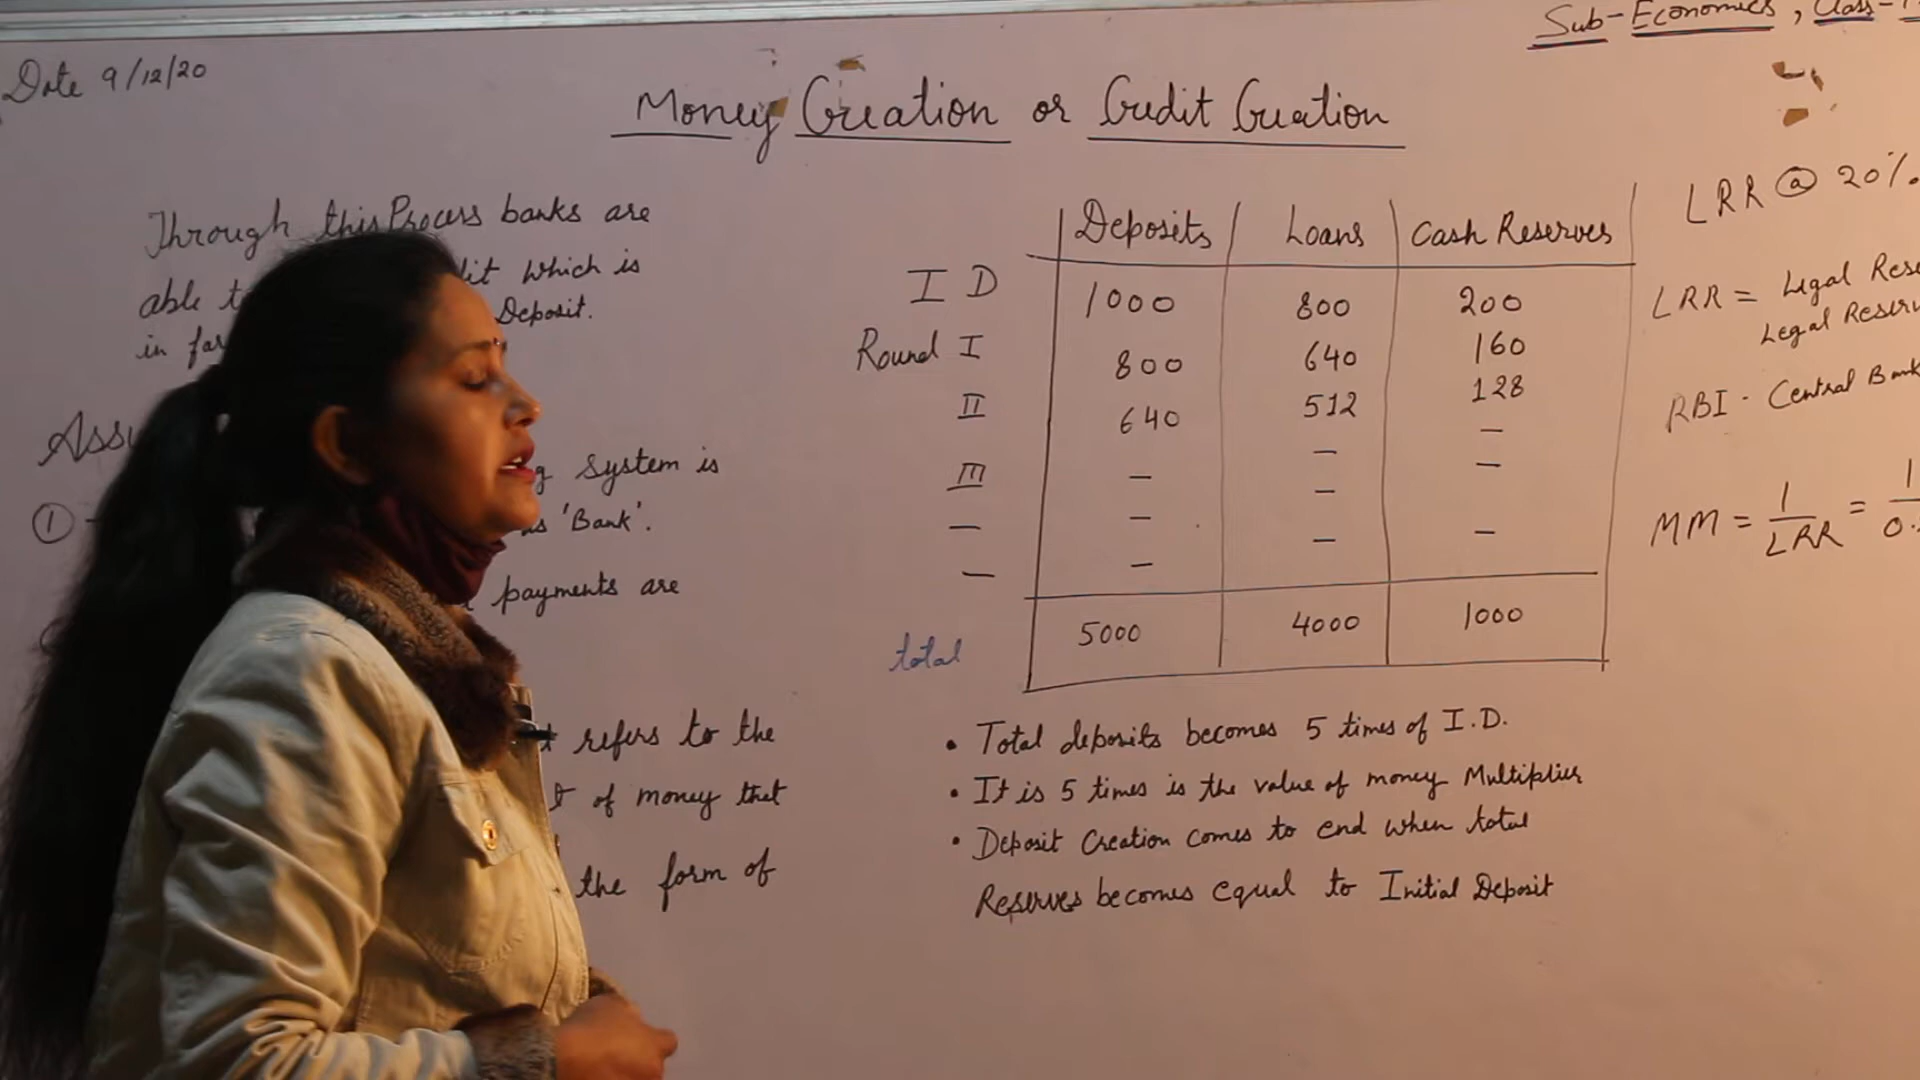 Sub-Economics, Class-
Date 9/12/20
Money Creation or Credit Creation
Through this Process banks are
able which is
in Deposit.
system is
① 'Bank'.
payments are
refers to the
of money that
the form of
Deposits Loans Cash Reserves
I D 1000 800 200
Round I 800 640 160
II 640 512 128
III - - -
- - - -
- - - -
total 5000 4000 1000
• Total deposits becomes 5 times of I.D.
• It is 5 times is the value of money Multiplier
• Deposit Creation comes to end when total
Reserves becomes equal to Initial Deposit
LRR @ 20%.
LRR = Legal
Legal
RBI - Central Bank
MM = 1/LRR = 1/0.